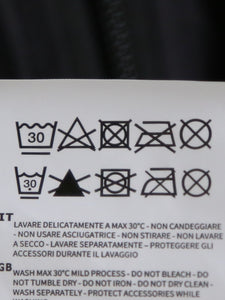 30
30
IT
LAVARE DELICATAMENTE A MAX 30°C - NON CANDEGGIARE
- NON USARE ASCIUGATRICE - NON STIRARE - NON LAVARE
A SECCO - LAVARE SEPARATAMENTE – PROTEGGERE GLI
ACCESSORI DURANTE IL LAVAGGIO
GB
WASH MAX 30°C MILD PROCESS - DO NOT BLEACH - DO
NOT TUMBLE DRY - DO NOT IRON - DO NOT DRY CLEAN -
WASH SEPARATELY - PROTECT ACCESSORIES WHILE